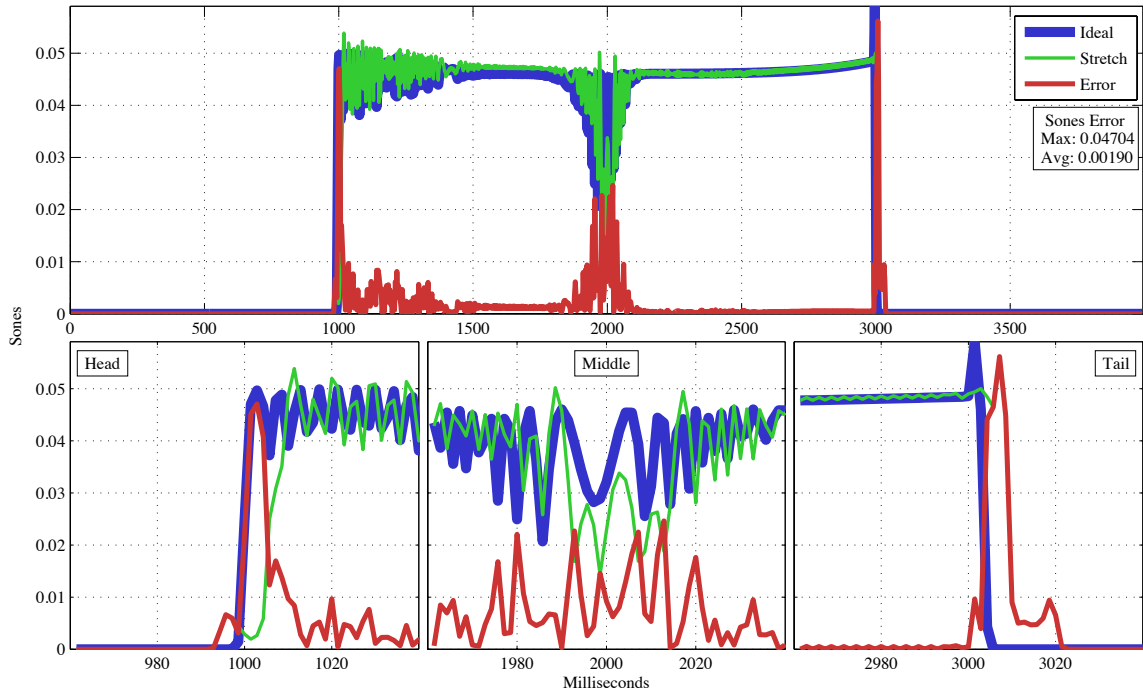 0.05
0.04
0.03
0.02
0.01
0
0 500 1000 1500 2000 2500 3000 3500
Ideal
Stretch
Error
Sones Error
Max: 0.04704
Avg: 0.00190
Sones
Head
Middle
Tail
0.05
0.04
0.03
0.02
0.01
0
980 1000 1020
1980 2000 2020
2980 3000 3020
Milliseconds